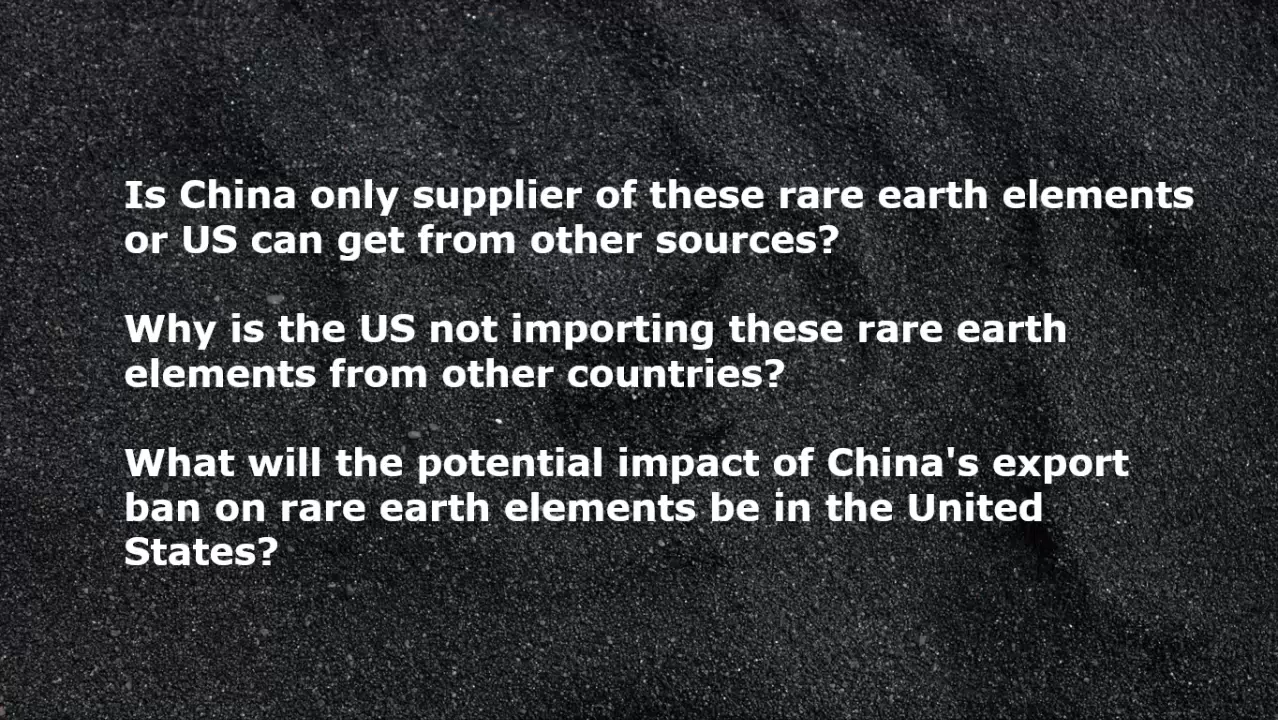 Is China only supplier of these rare earth elements
or US can get from other sources?
Why is the US not importing these rare earth
elements from other countries?
What will the potential impact of China's export
ban on rare earth elements be in the United
States?